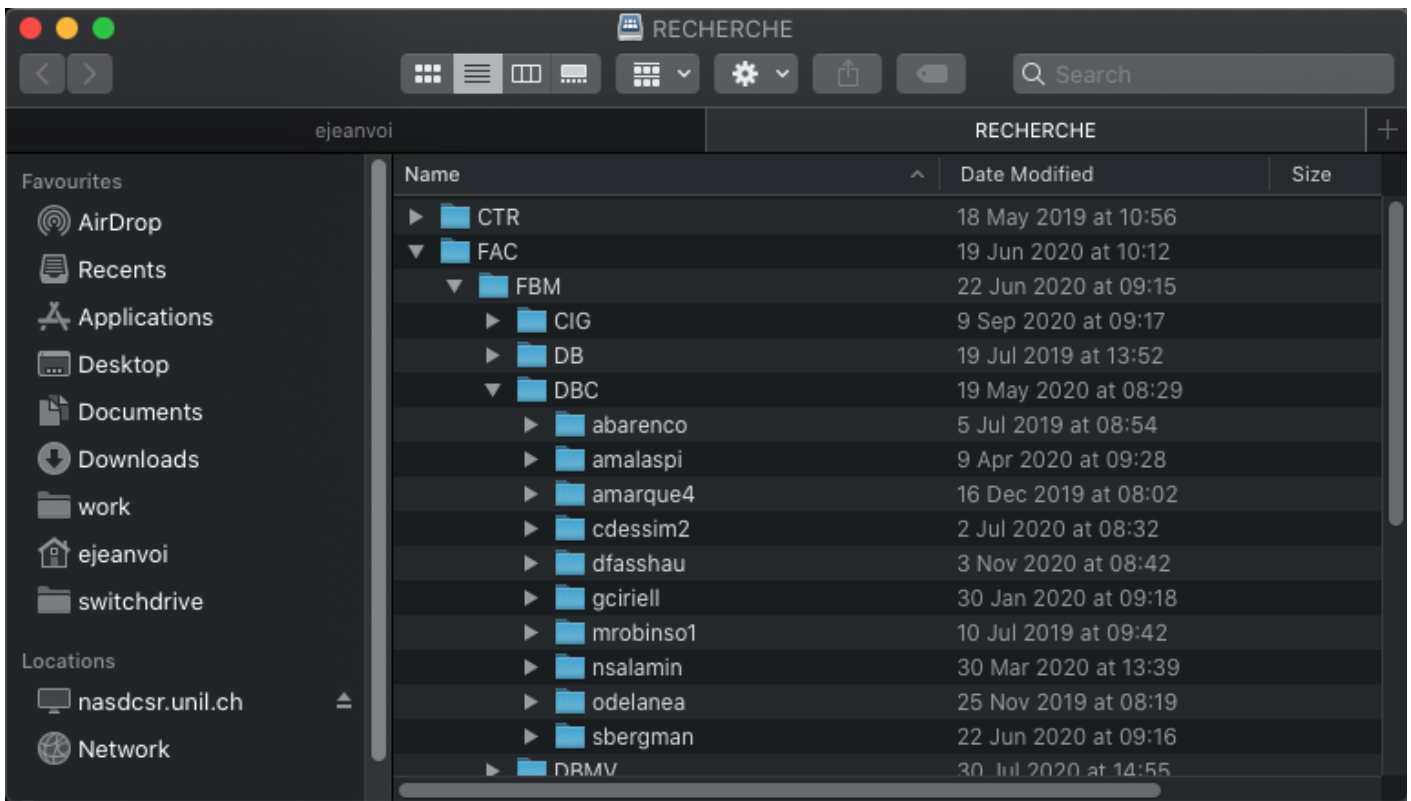 RECHERCHE
Search
ejeanvoi
RECHERCHE
Favourites
AirDrop
Recents
Applications
Desktop
Documents
Downloads
work
ejeanvoi
switchdrive
Locations
nasdcsr.unil.ch
Network
Name Date Modified Size
CTR 18 May 2019 at 10:56
FAC 19 Jun 2020 at 10:12
FBM 22 Jun 2020 at 09:15
CIG 9 Sep 2020 at 09:17
DB 19 Jul 2019 at 13:52
DBC 19 May 2020 at 08:29
abarenco 5 Jul 2019 at 08:54
amalaspi 9 Apr 2020 at 09:28
amarque4 16 Dec 2019 at 08:02
cdessim2 2 Jul 2020 at 08:32
dfasshau 3 Nov 2020 at 08:42
gciriell 30 Jan 2020 at 09:18
mrobinso1 10 Jul 2019 at 09:42
nsalamin 30 Mar 2020 at 13:39
odelanea 25 Nov 2019 at 08:19
sbergman 22 Jun 2020 at 09:16
DBMV 30 Jul 2020 at 14:55